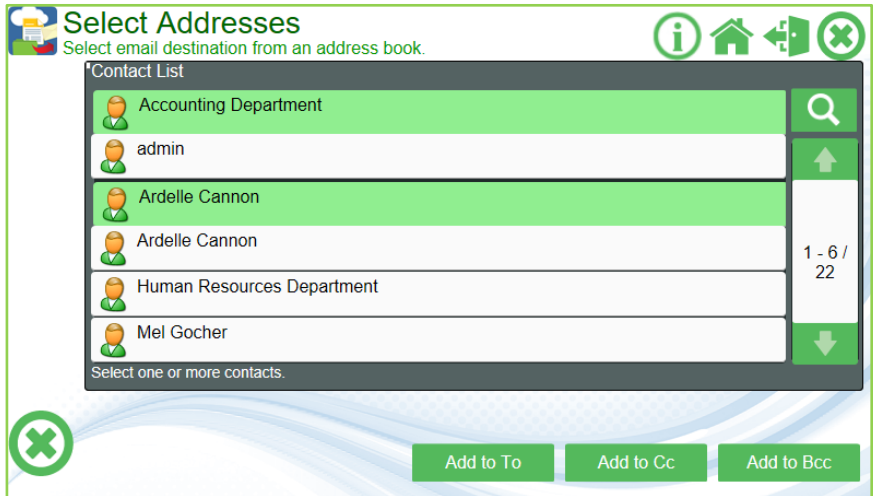 Select Addresses
Select email destination from an address book.
Contact List
Accounting Department
admin
Ardelle Cannon
Ardelle Cannon
Human Resources Department
Mel Gocher
1 - 6 /
22
Select one or more contacts.
Add to To
Add to Cc
Add to Bcc